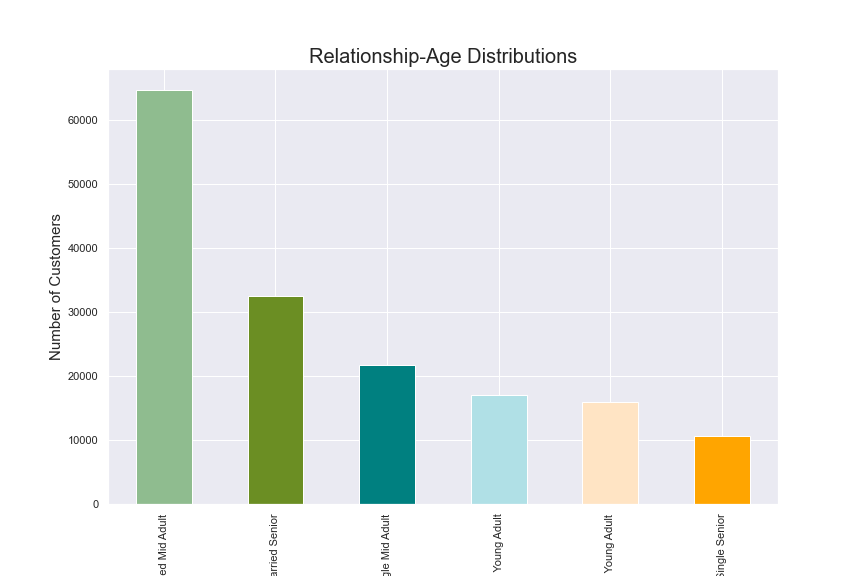 Relationship-Age Distributions
Number of Customers
60000
50000
40000
30000
20000
10000
0
ed Mid Adult
arried Senior
gle Mid Adult
Young Adult
Young Adult
Single Senior